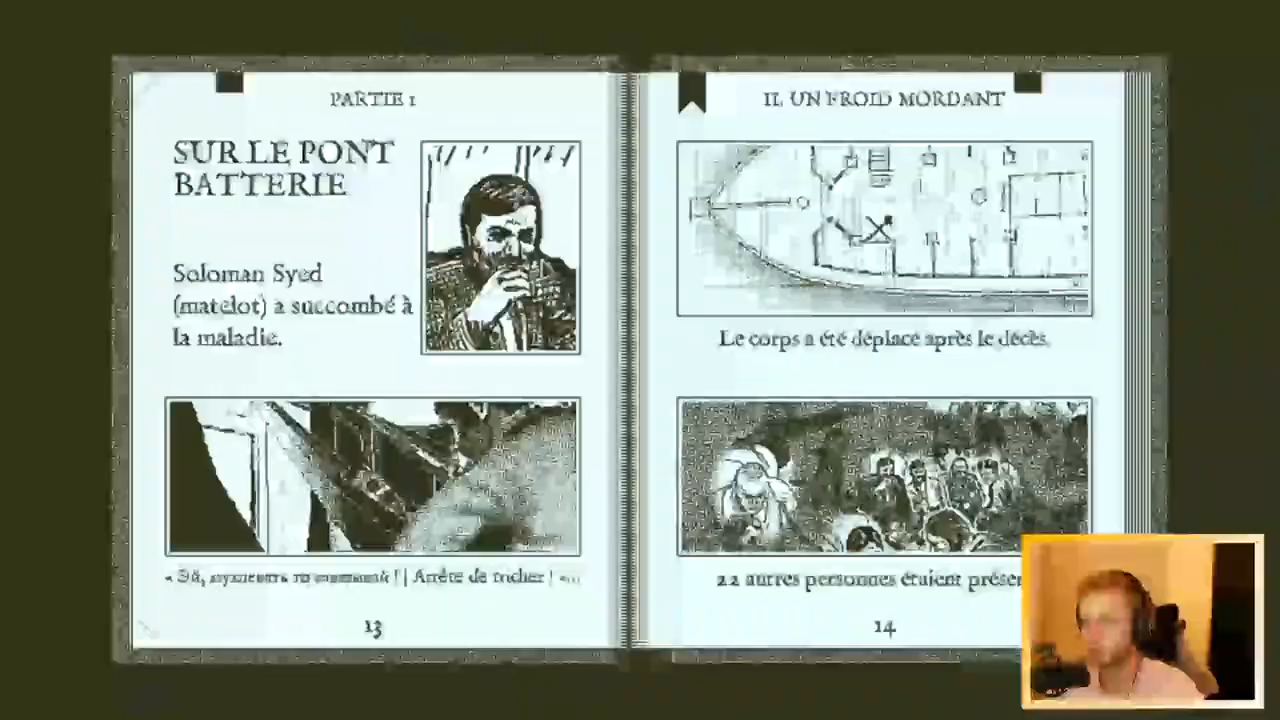 PARTIE 1
SUR LE PONT
BATTERIE
Soloman Syed
(matelot) a succombé à
la maladie.
| Arrête de tricher !
13
II. UN FROID MORDANT
Le corps a été déplacé après le décès.
22 autres personnes étaient
14